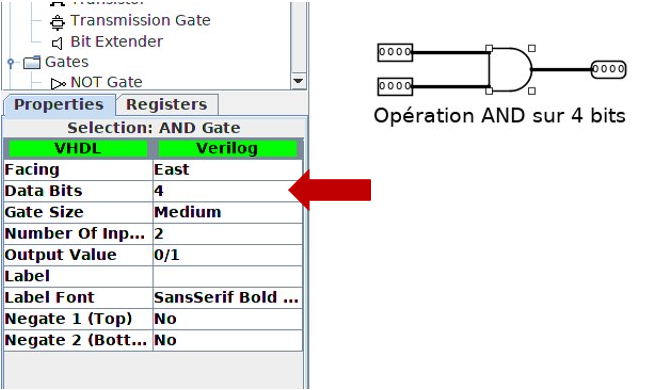 Transmission Gate
Bit Extender
Gates
NOT Gate
Properties Registers
Selection: AND Gate
VHDL Verilog
Facing East
Data Bits 4
Gate Size Medium
Number Of Inp... 2
Output Value 0/1
Label
Label Font SansSerif Bold ...
Negate 1 (Top) No
Negate 2 (Bott... No
0000
0000
0000
Opération AND sur 4 bits